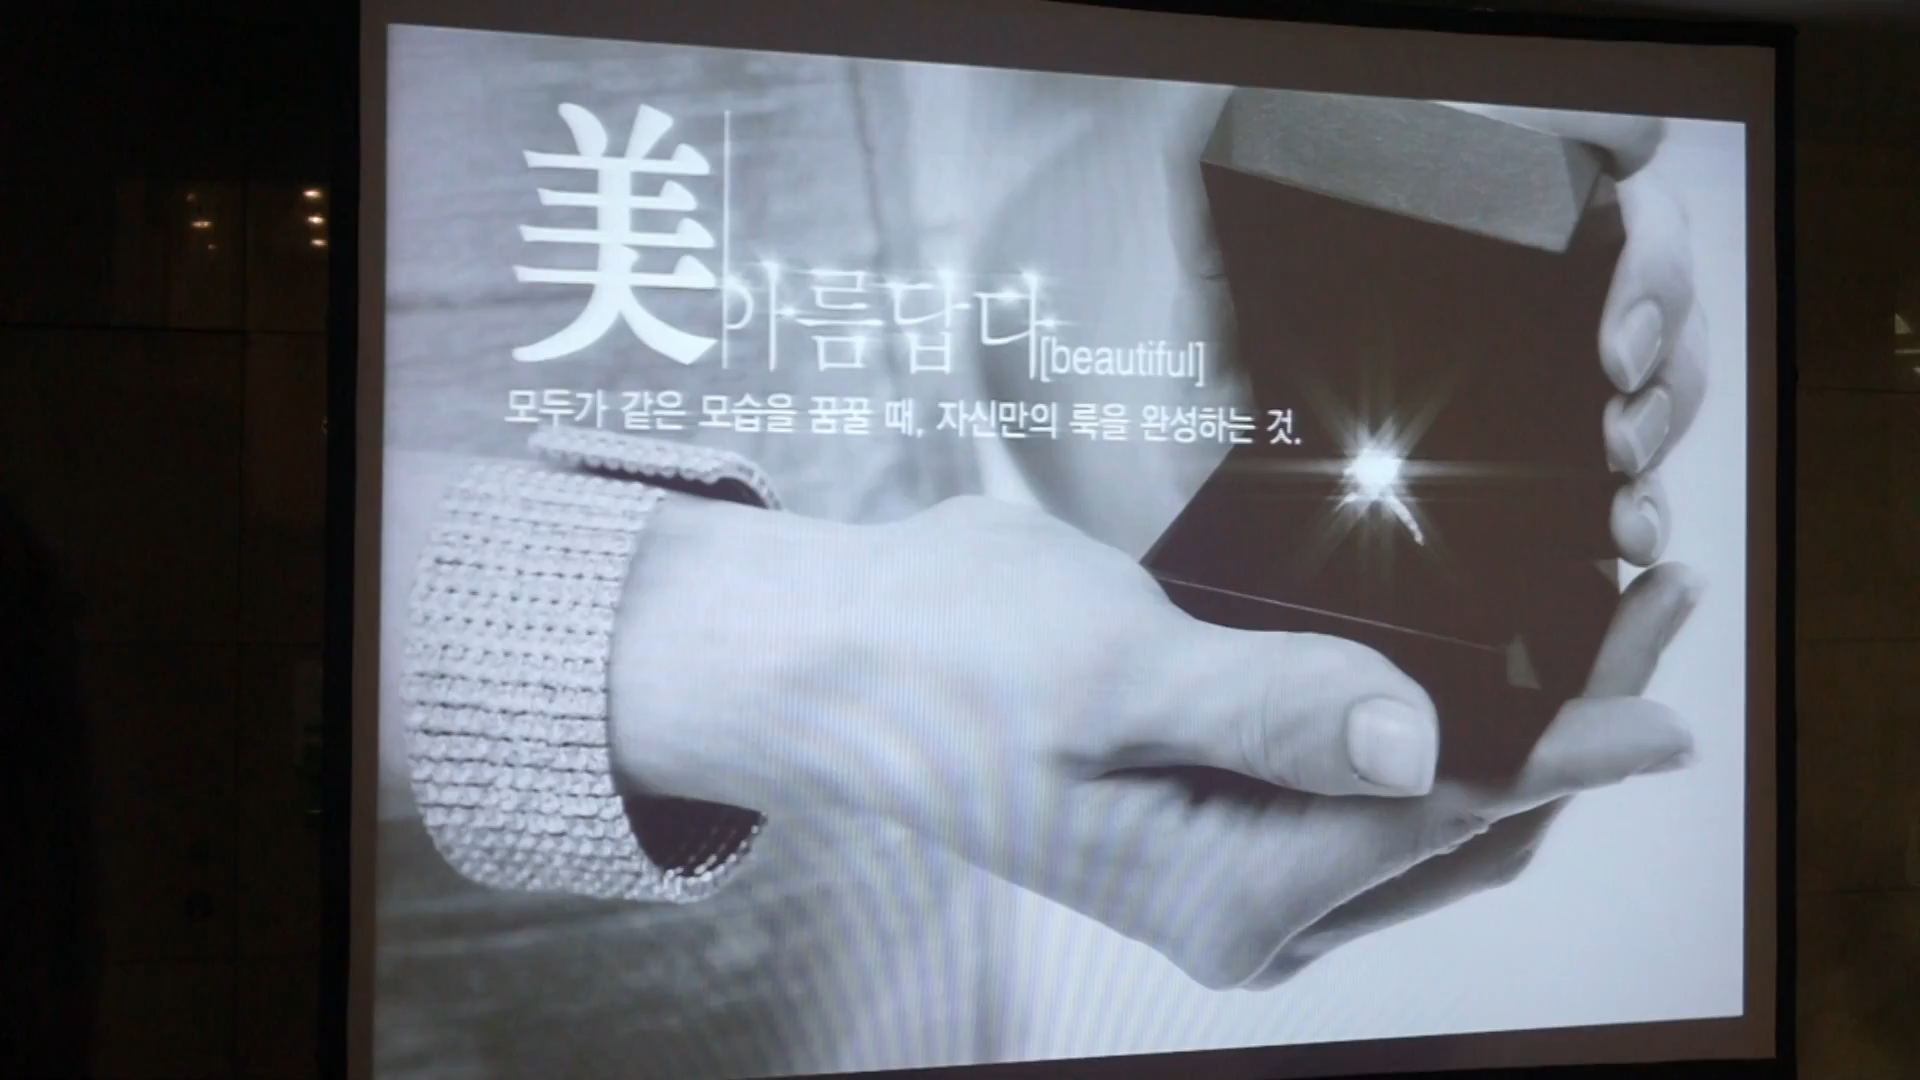 美 아름답다 [beautiful]
모두가 같은 모습을 꿈꿀 때, 자신만의 룩을 완성하는 것.